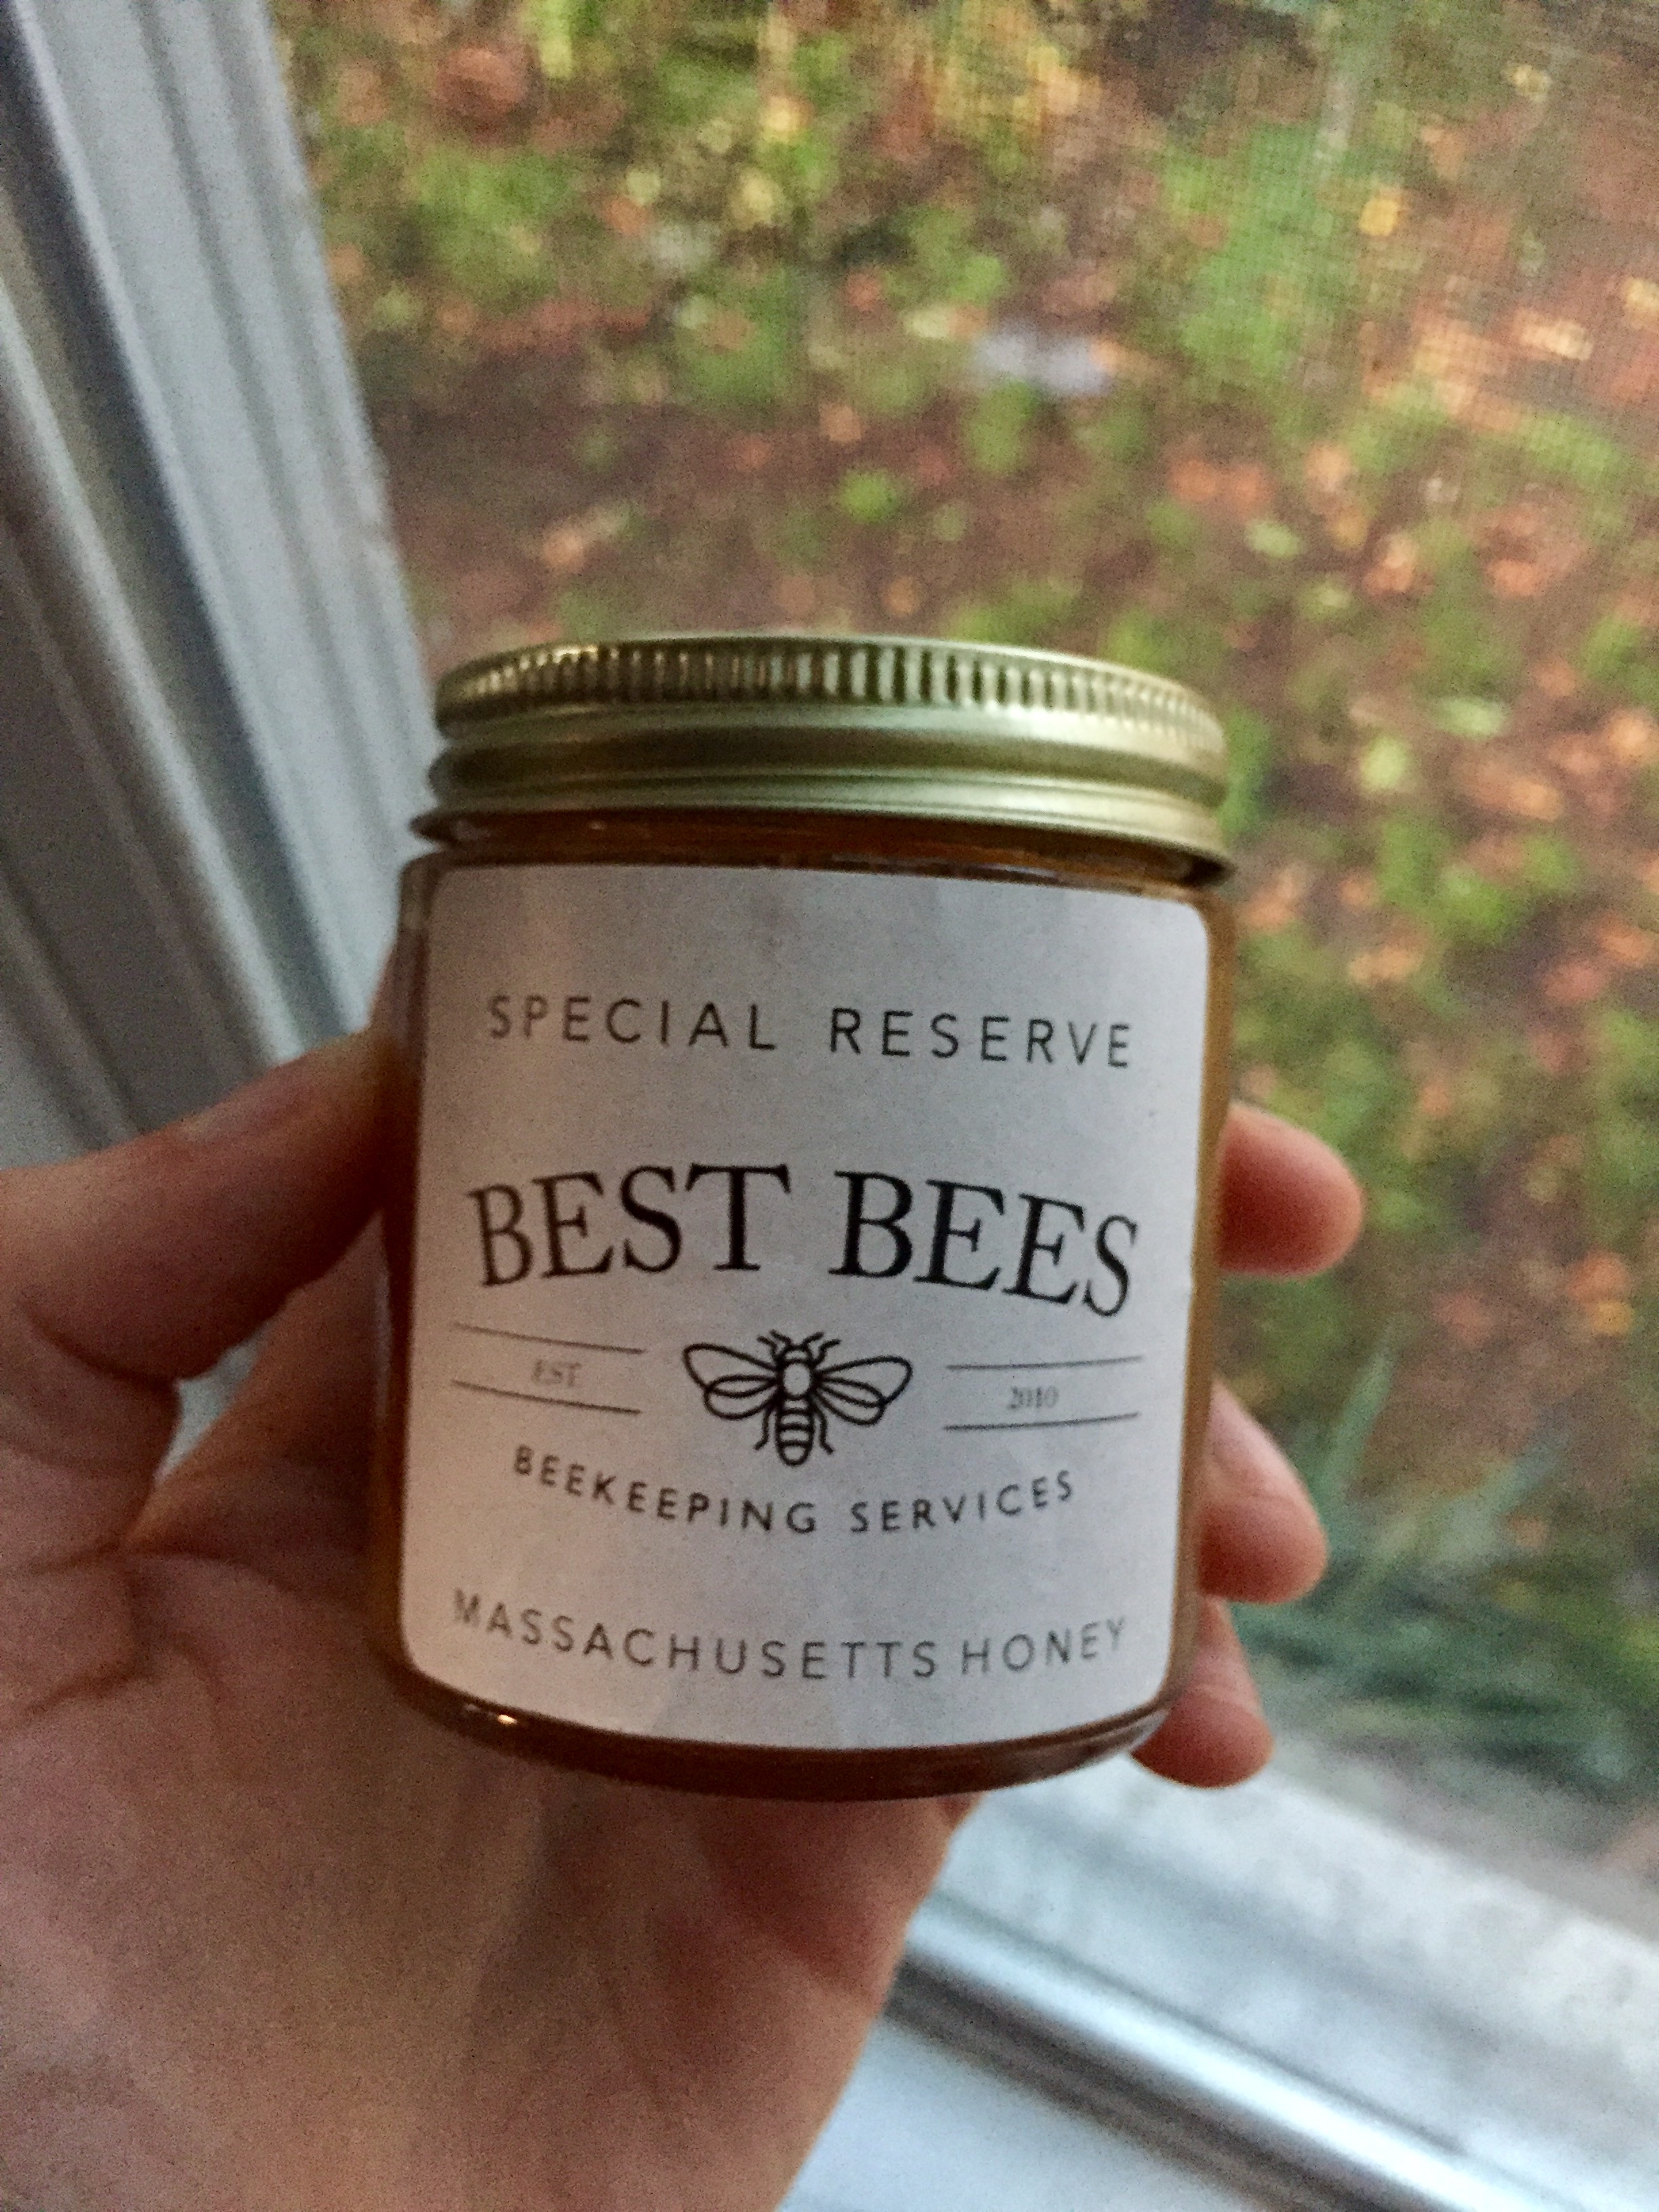 SPECIAL RESERVE
BEST BEES
EST 2010
BEEKEEPING SERVICES
MASSACHUSETTS HONEY